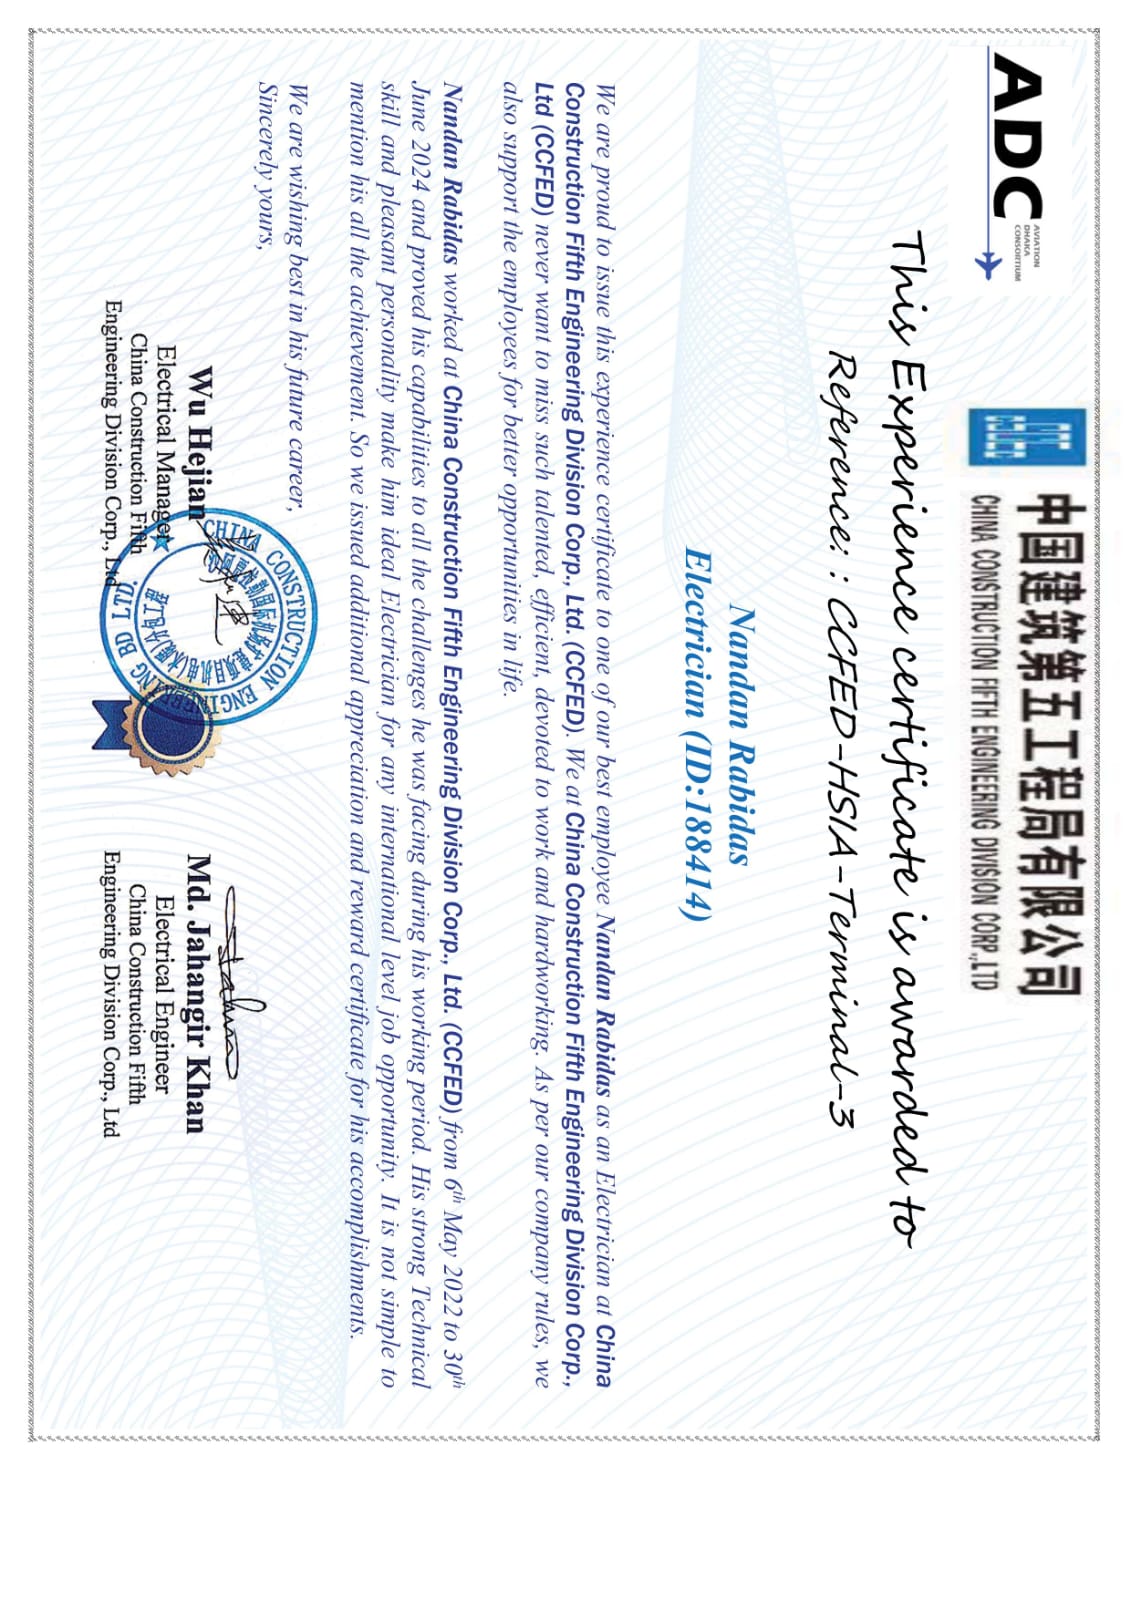 ADC
AVIATION
DHAKA
CONSORTIUM
中国建筑第五工程局有限公司
CHINA CONSTRUCTION FIFTH ENGINEERING DIVISION CORP.,LTD
This Experience certificate is awarded to
Reference: : CCFED-HSIA-Terminal-3
Nandan Rabidas
Electrician (ID:188414)
We are proud to issue this experience certificate to one of our best employee Nandan Rabidas as an Electrician at China
Construction Fifth Engineering Division Corp., Ltd. (CCFED). We at China Construction Fifth Engineering Division Corp.,
Ltd (CCFED) never want to miss such talented, efficient, devoted to work and hardworking. As per our company rules, we
also support the employees for better opportunities in life.
Nandan Rabidas worked at China Construction Fifth Engineering Division Corp., Ltd. (CCFED) from 6th May 2022 to 30th
June 2024 and proved his capabilities to all the challenges he was facing during his working period. His strong Technical
skill and pleasant personality make him ideal Electrician for any international level job opportunity. It is not simple to
mention his all the achievement. So we issued additional appreciation and reward certificate for his accomplishments.
We are wishing best in his future career,
Sincerely yours,
Wu Hejian
Electrical Manager
China Construction Fifth
Engineering Division Corp., Ltd
CHINA CONSTRUCTION ENGINEERING BD LTD.
Md. Jahangir Khan
Electrical Engineer
China Construction Fifth
Engineering Division Corp., Ltd